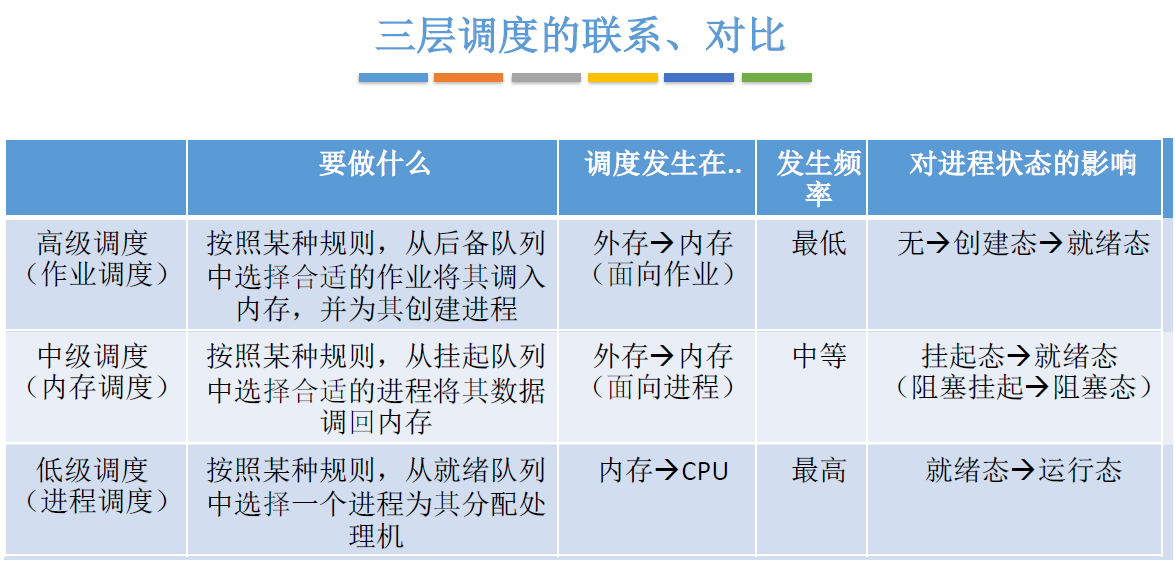 三层调度的联系、对比
要做什么
调度发生在..
发生频
率
对进程状态的影响
高级调度
（作业调度）
按照某种规则，从后备队列
中选择合适的作业将其调入
内存，并为其创建进程
外存→内存
（面向作业）
最低
无→创建态→就绪态
中级调度
（内存调度）
按照某种规则，从挂起队列
中选择合适的进程将其数据
调回内存
外存→内存
（面向进程）
中等
挂起态→就绪态
（阻塞挂起→阻塞态）
低级调度
（进程调度）
按照某种规则，从就绪队列
中选择一个进程为其分配处
理机
内存→CPU
最高
就绪态→运行态